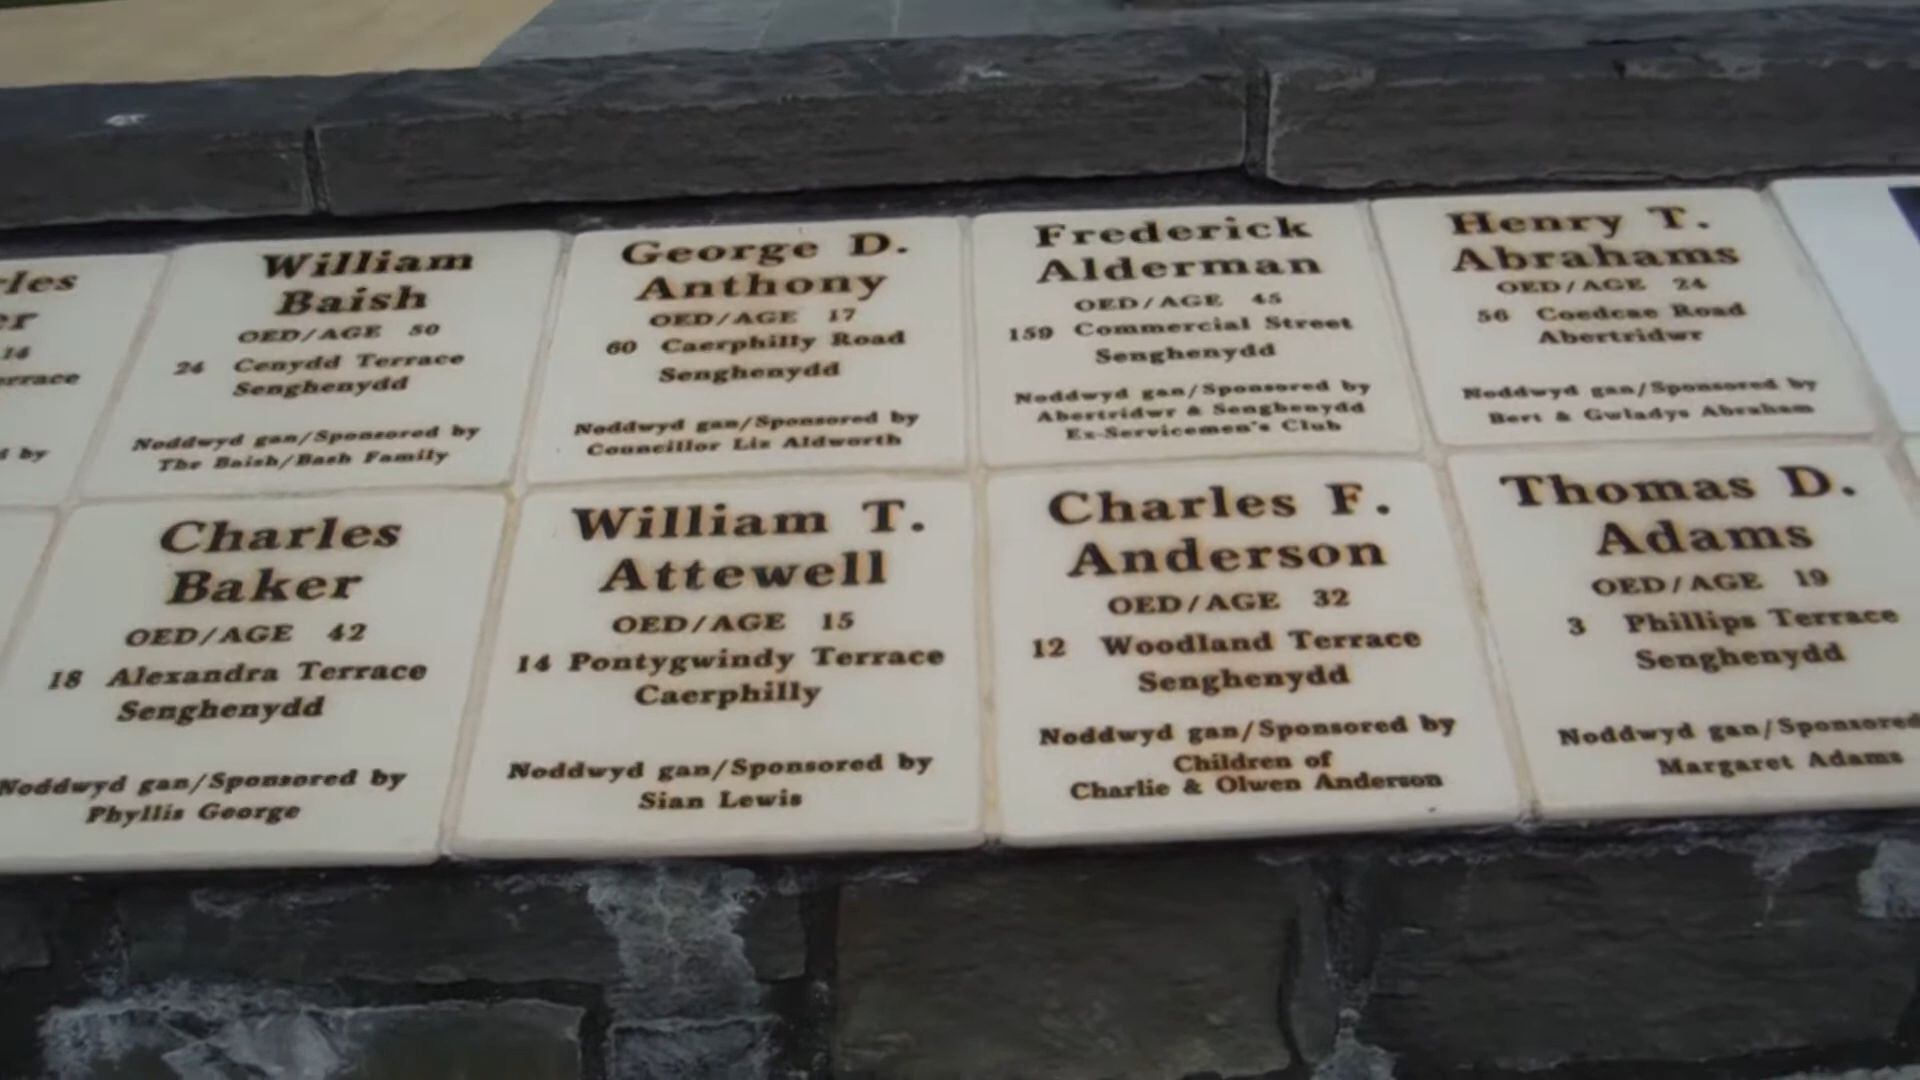 William
Baish
OED/AGE 50
24 Cenydd Terrace
Senghenydd
Noddwyd gan/Sponsored by
The Baish/Bash Family
George D.
Anthony
OED/AGE 17
60 Caerphilly Road
Senghenydd
Noddwyd gan/Sponsored by
Councillor Liz Aldworth
Frederick
Alderman
OED/AGE 45
159 Commercial Street
Senghenydd
Noddwyd gan/Sponsored by
Abertridwr & Senghenydd
Ex-Servicemen's Club
Henry T.
Abrahams
OED/AGE 24
56 Coedcae Road
Abertridwr
Noddwyd gan/Sponsored by
Bert & Gwladys Abraham
14
by
Charles
Baker
OED/AGE 42
18 Alexandra Terrace
Senghenydd
Noddwyd gan/Sponsored by
Phyllis George
William T.
Attewell
OED/AGE 15
14 Pontygwindy Terrace
Caerphilly
Noddwyd gan/Sponsored by
Sian Lewis
Charles F.
Anderson
OED/AGE 32
12 Woodland Terrace
Senghenydd
Noddwyd gan/Sponsored by
Children of
Charlie & Olwen Anderson
Thomas D.
Adams
OED/AGE 19
3 Phillips Terrace
Senghenydd
Noddwyd gan/Sponsored
Margaret Adams